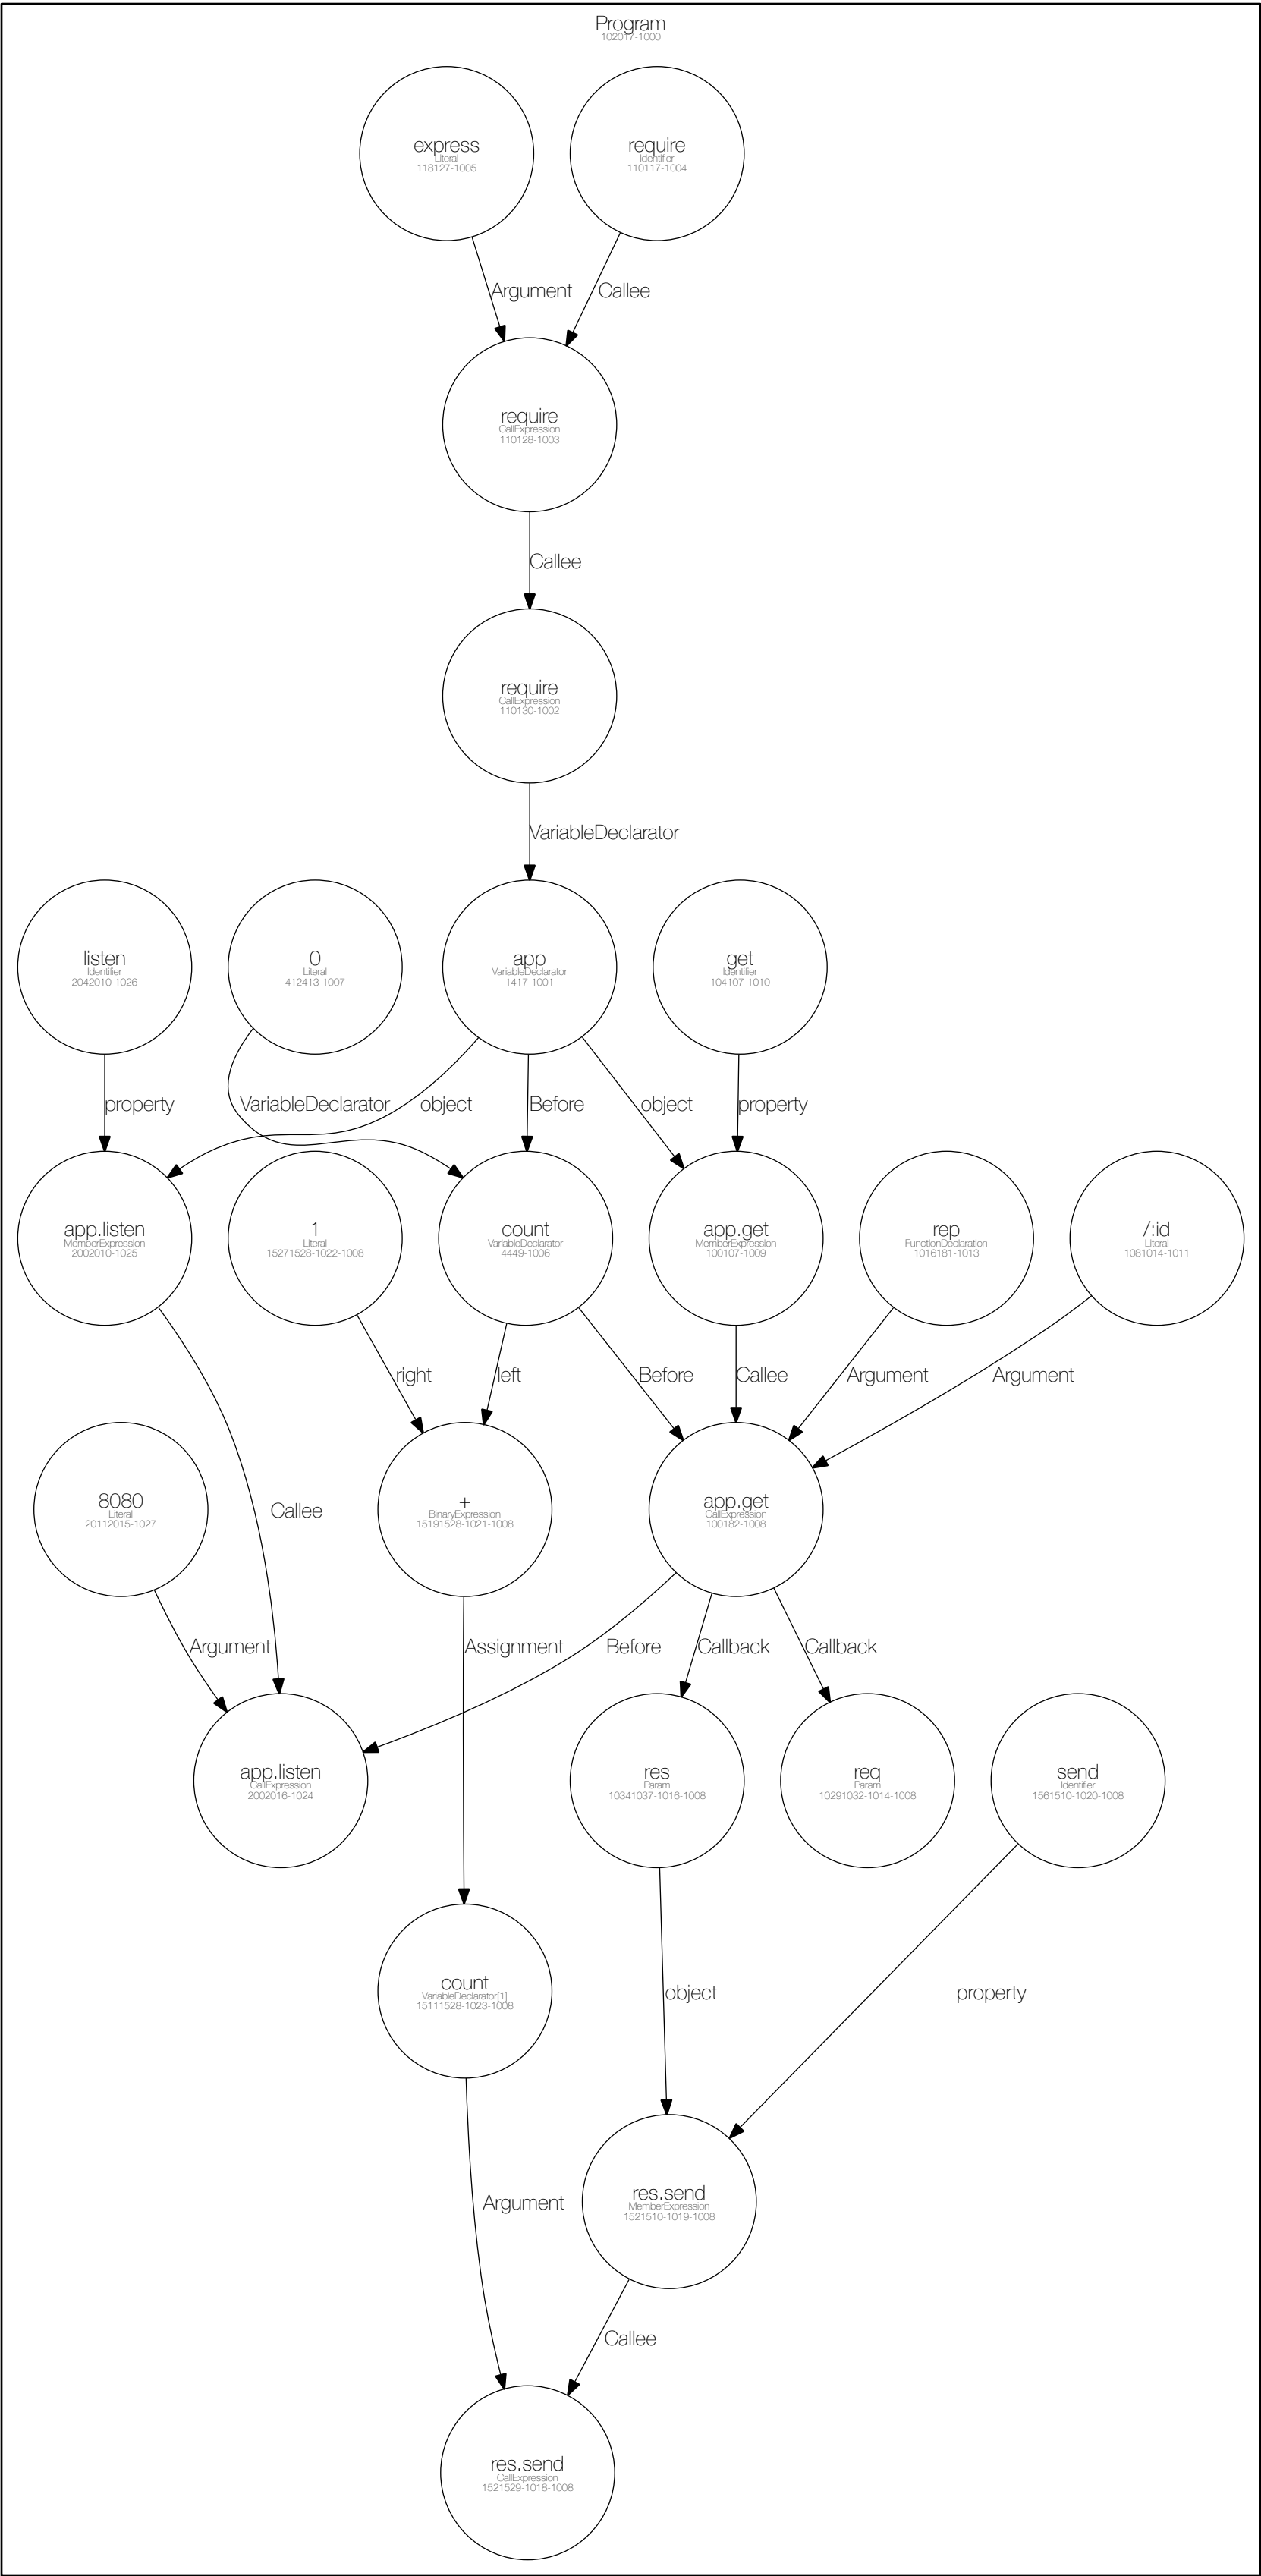 Program
102017-1000
express
Literal
118127-1005
require
Identifier
110117-1004
Argument
Callee
require
CallExpression
110128-1003
Callee
require
CallExpression
110130-1002
VariableDeclarator
listen
Identifier
2042010-1026
0
Literal
412413-1007
app
VariableDeclarator
1417-1001
get
Identifier
104107-1010
property
VariableDeclarator
object
Before
object
property
app.listen
MemberExpression
2002010-1025
1
Literal
15271528-1022-1008
count
VariableDeclarator
4449-1006
app.get
MemberExpression
100107-1009
rep
FunctionDeclaration
1016181-1013
/:id
Literal
1081014-1011
right
left
Before
Callee
Argument
Argument
8080
Literal
20112015-1027
Callee
+
BinaryExpression
15191528-1021-1008
app.get
CallExpression
100182-1008
Argument
Assignment
Before
Callback
Callback
app.listen
CallExpression
2002016-1024
res
Param
10341037-1016-1008
req
Param
10291032-1014-1008
send
Identifier
1561510-1020-1008
count
VariableDeclarator[1]
15111528-1023-1008
object
property
Argument
res.send
MemberExpression
1521510-1019-1008
Callee
res.send
CallExpression
1521529-1018-1008